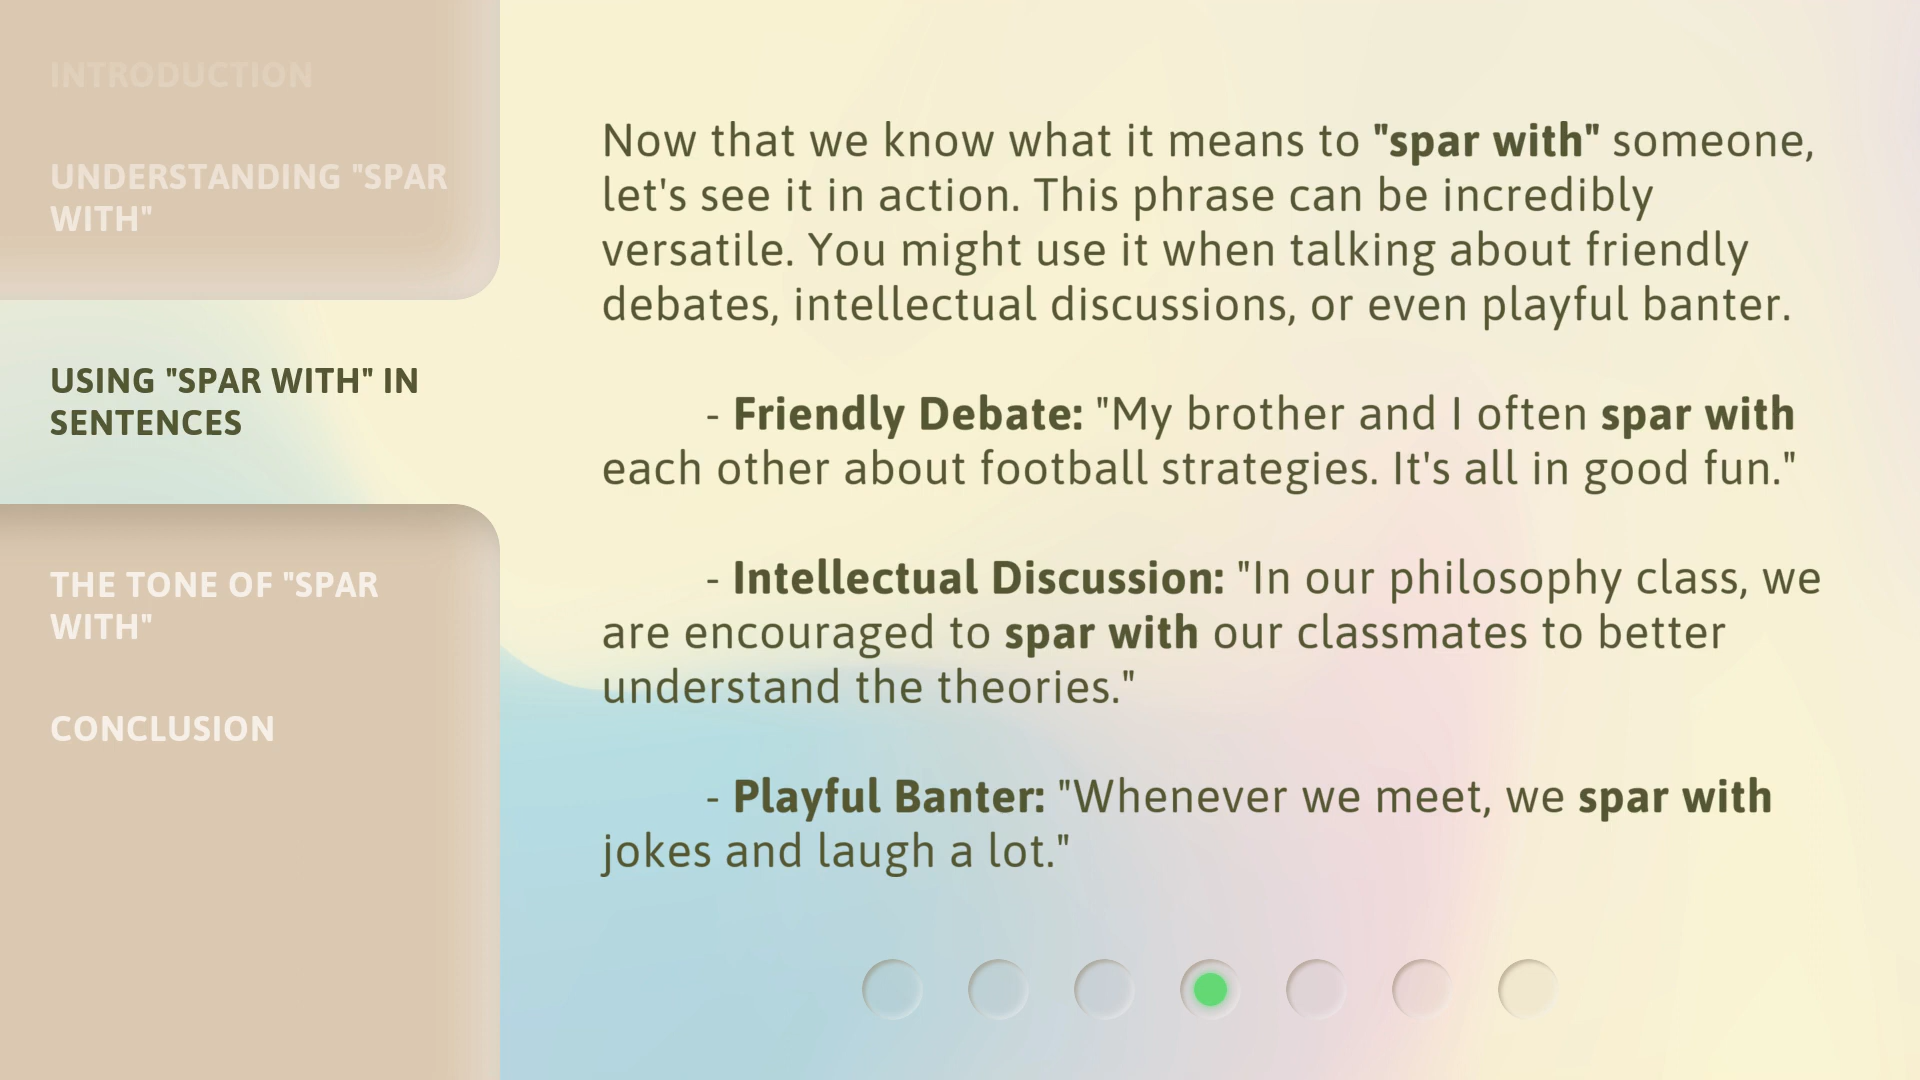 INTRODUCTION
UNDERSTANDING "SPAR
WITH"
USING "SPAR WITH" IN
SENTENCES
THE TONE OF "SPAR
WITH"
CONCLUSION
Now that we know what it means to "spar with" someone,
let's see it in action. This phrase can be incredibly
versatile. You might use it when talking about friendly
debates, intellectual discussions, or even playful banter.
- Friendly Debate: "My brother and I often spar with
each other about football strategies. It's all in good fun."
- Intellectual Discussion: "In our philosophy class, we
are encouraged to spar with our classmates to better
understand the theories."
- Playful Banter: "Whenever we meet, we spar with
jokes and laugh a lot."